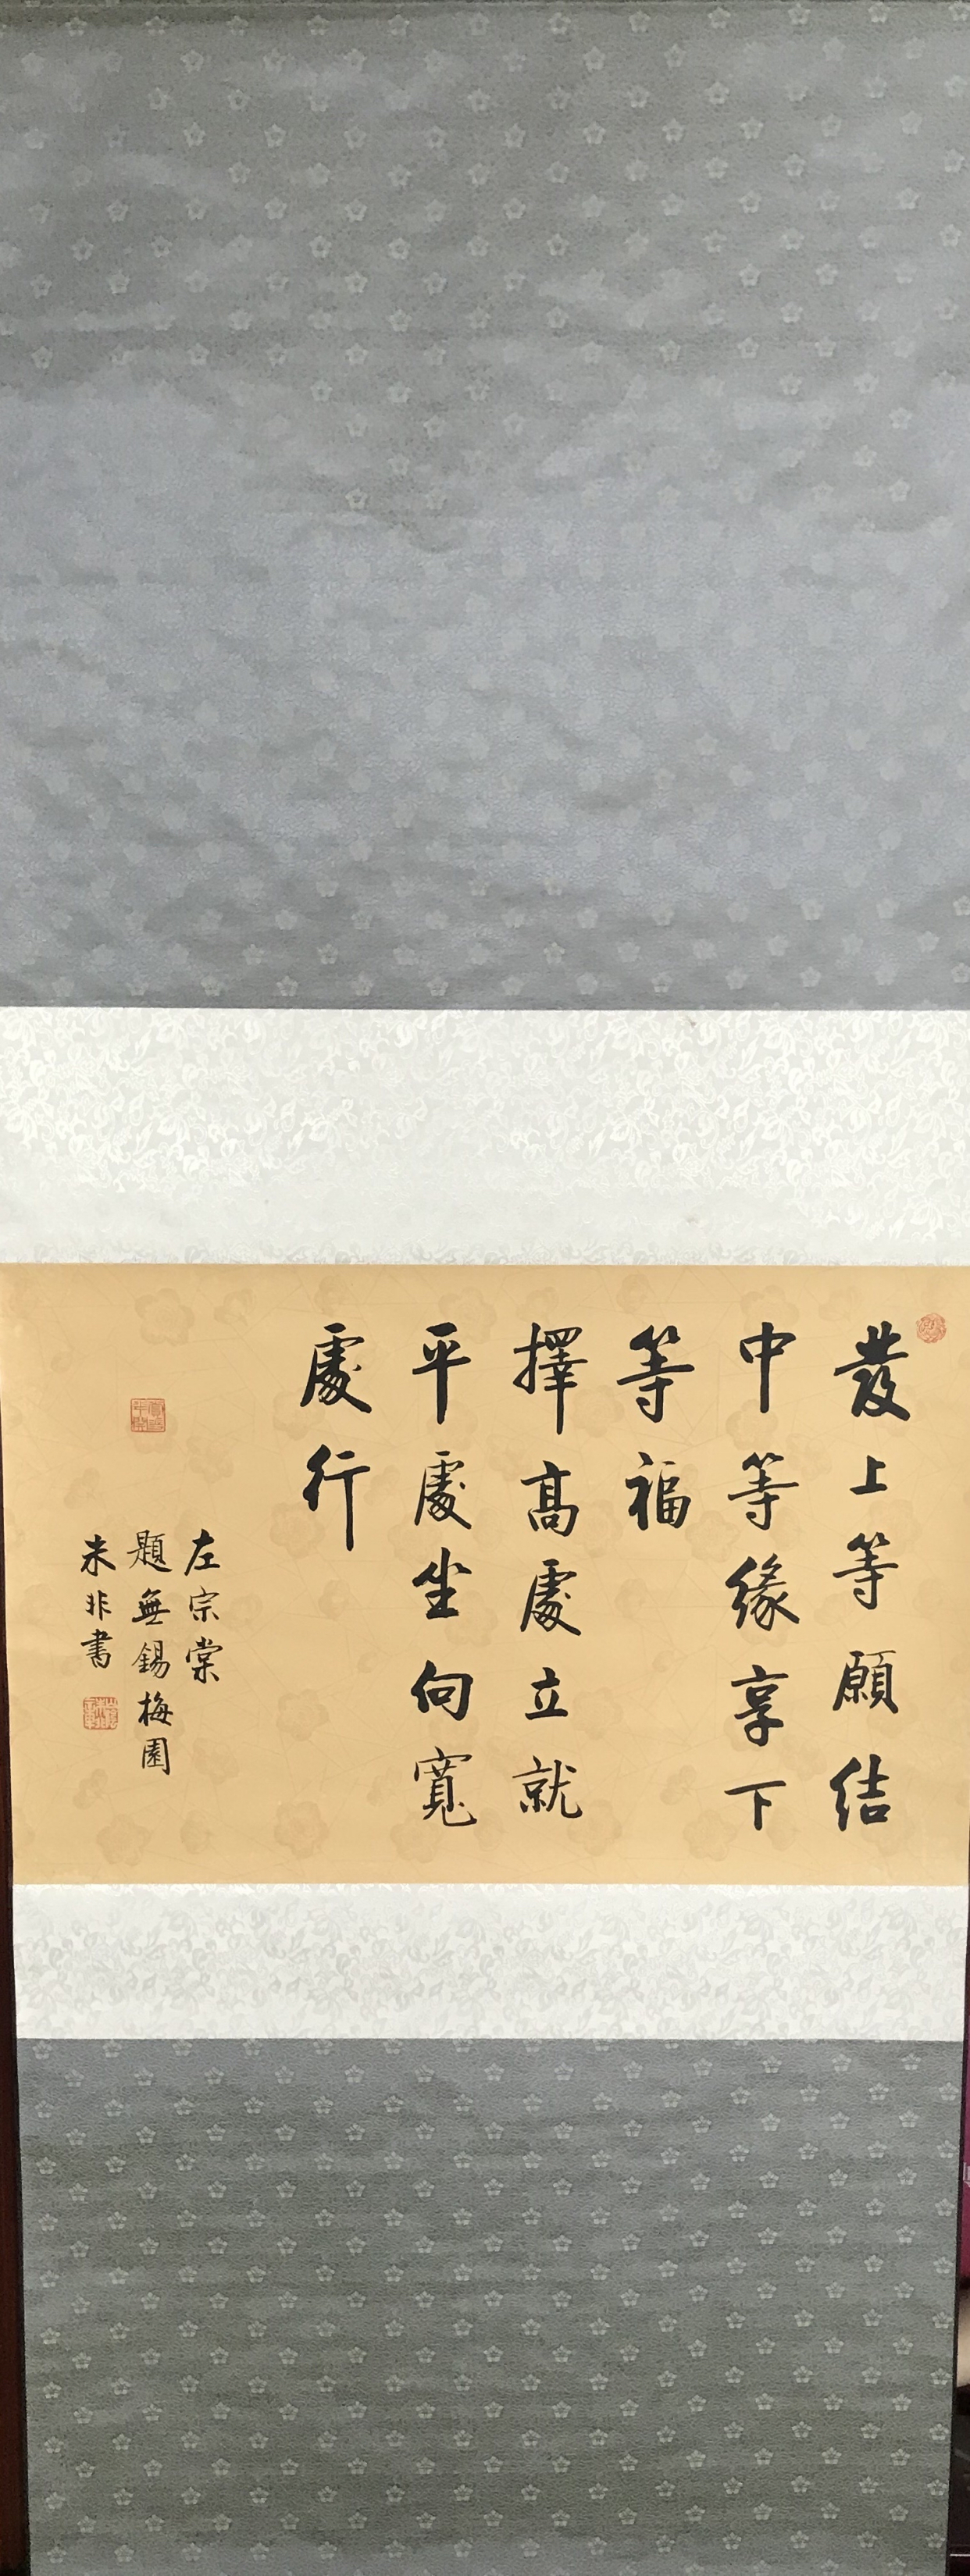 發上等願結
中等緣享下
等福
擇高處立就
平處坐向寬
處行
左宗棠
題無錫梅園
未非書